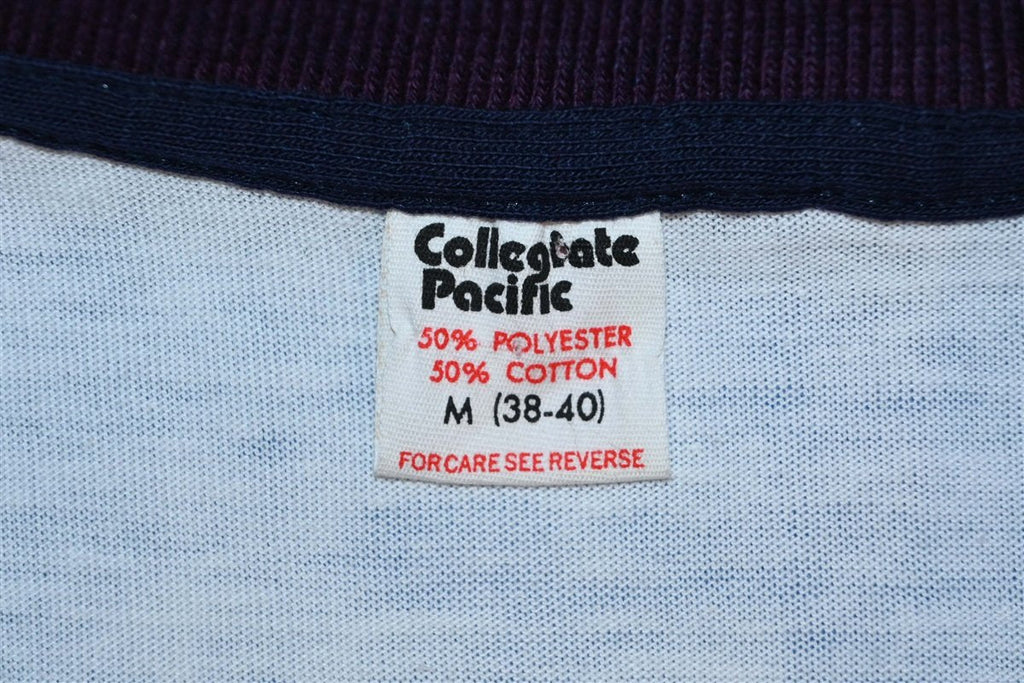 Collegiate
Pacific
50% POLYESTER
50% COTTON
M (38-40)
FOR CARE SEE REVERSE